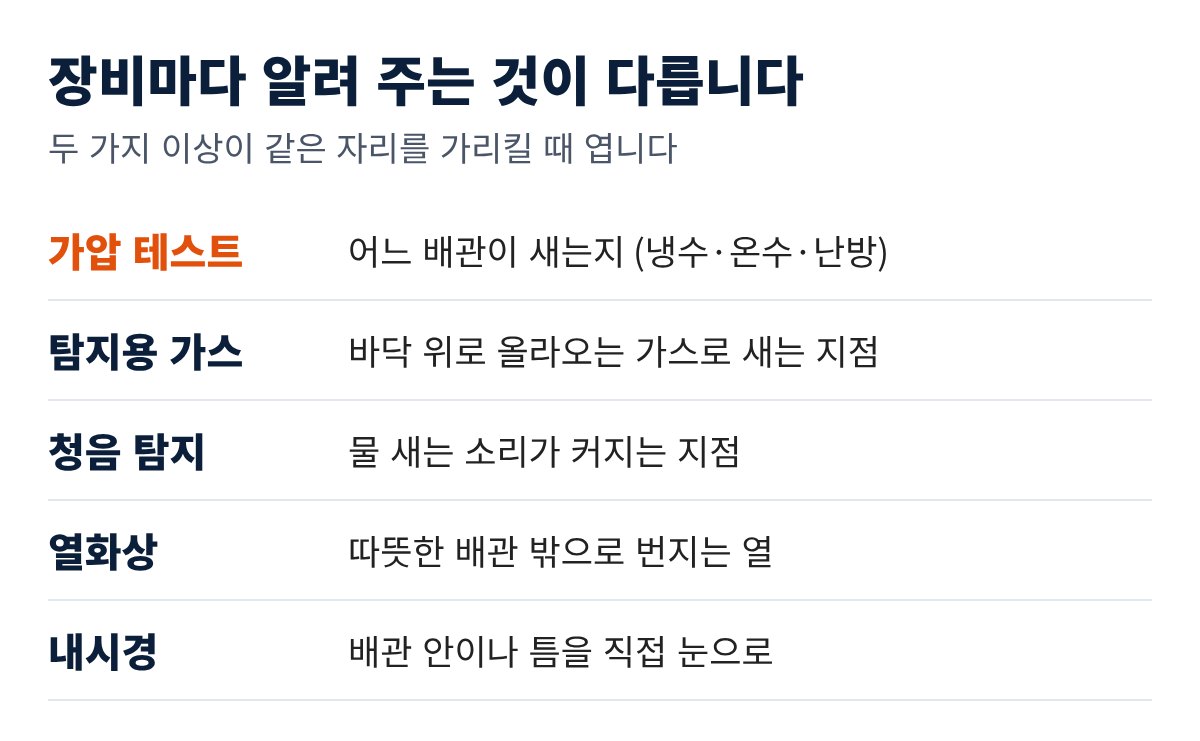 장비마다 알려 주는 것이 다릅니다
두 가지 이상이 같은 자리를 가리킬 때 엽니다
가압 테스트 어느 배관이 새는지 (냉수·온수·난방)
탐지용 가스 바닥 위로 올라오는 가스로 새는 지점
청음 탐지 물 새는 소리가 커지는 지점
열화상 따뜻한 배관 밖으로 번지는 열
내시경 배관 안이나 틈을 직접 눈으로